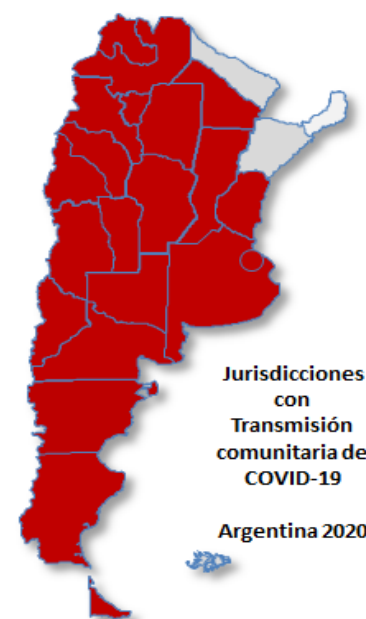 Jurisdicciones
con
Transmisión
comunitaria de
COVID-19
Argentina 2020